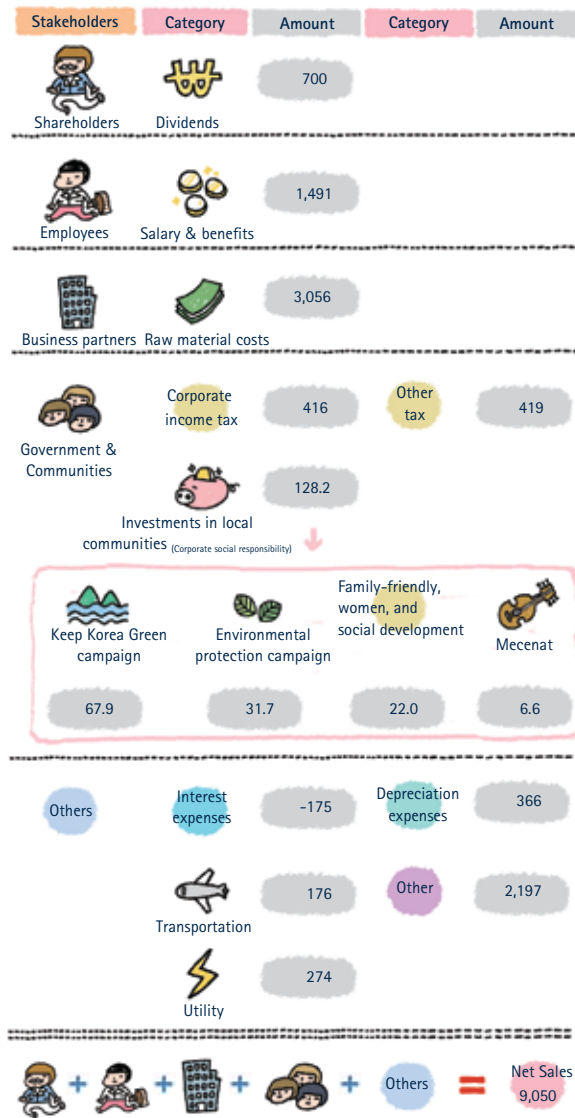 Stakeholders Category Amount Category Amount
700
Shareholders Dividends
1,491
Employees Salary & benefits
3,056
Business partners Raw material costs
Corporate
income tax
416
Other
tax
419
Government &
Communities
128.2
Investments in local
communities (Corporate social responsibility)
Keep Korea Green
campaign
Environmental
protection campaign
Family-friendly,
women, and
social development
Mecenat
67.9 31.7 22.0 6.6
Others
Interest
expenses
-175
Depreciation
expenses
366
Transportation
176
Other
2,197
274
Utility
+ + + + Others = Net Sales
9,050